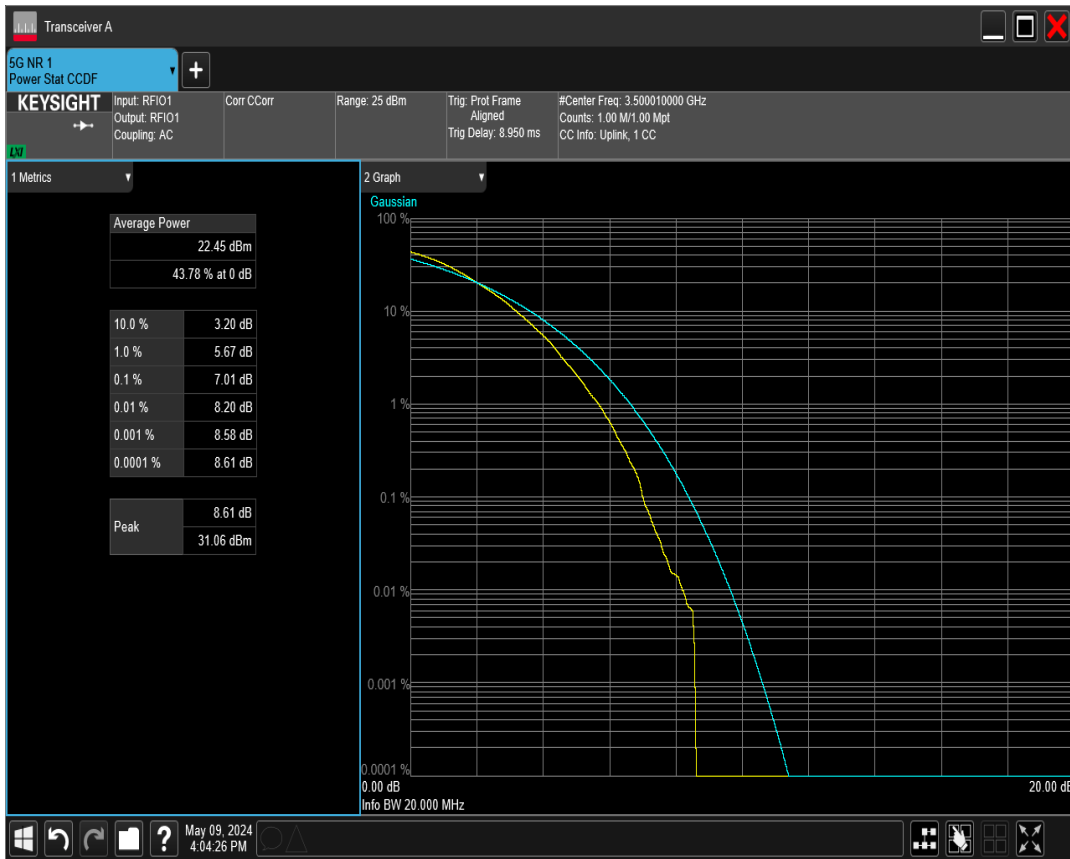 Transceiver A
5G NR 1
Power Stat CCDF
+
KEYSIGHT
LXI
Input: RFIO1
Output: RFIO1
Coupling: AC
Corr CCorr
Range: 25 dBm
Trig: Prot Frame
Aligned
Trig Delay: 8.950 ms
#Center Freq: 3.500010000 GHz
Counts: 1.00 M/1.00 Mpt
CC Info: Uplink, 1 CC
1 Metrics
Average Power
22.45 dBm
43.78 % at 0 dB
10.0 % 3.20 dB
1.0 % 5.67 dB
0.1 % 7.01 dB
0.01 % 8.20 dB
0.001 % 8.58 dB
0.0001 % 8.61 dB
Peak
8.61 dB
31.06 dBm
2 Graph
Gaussian
100 %
10 %
1 %
0.1 %
0.01 %
0.001 %
0.0001 %
0.00 dB
20.00 dB
Info BW 20.000 MHz
?
May 09, 2024
4:04:26 PM